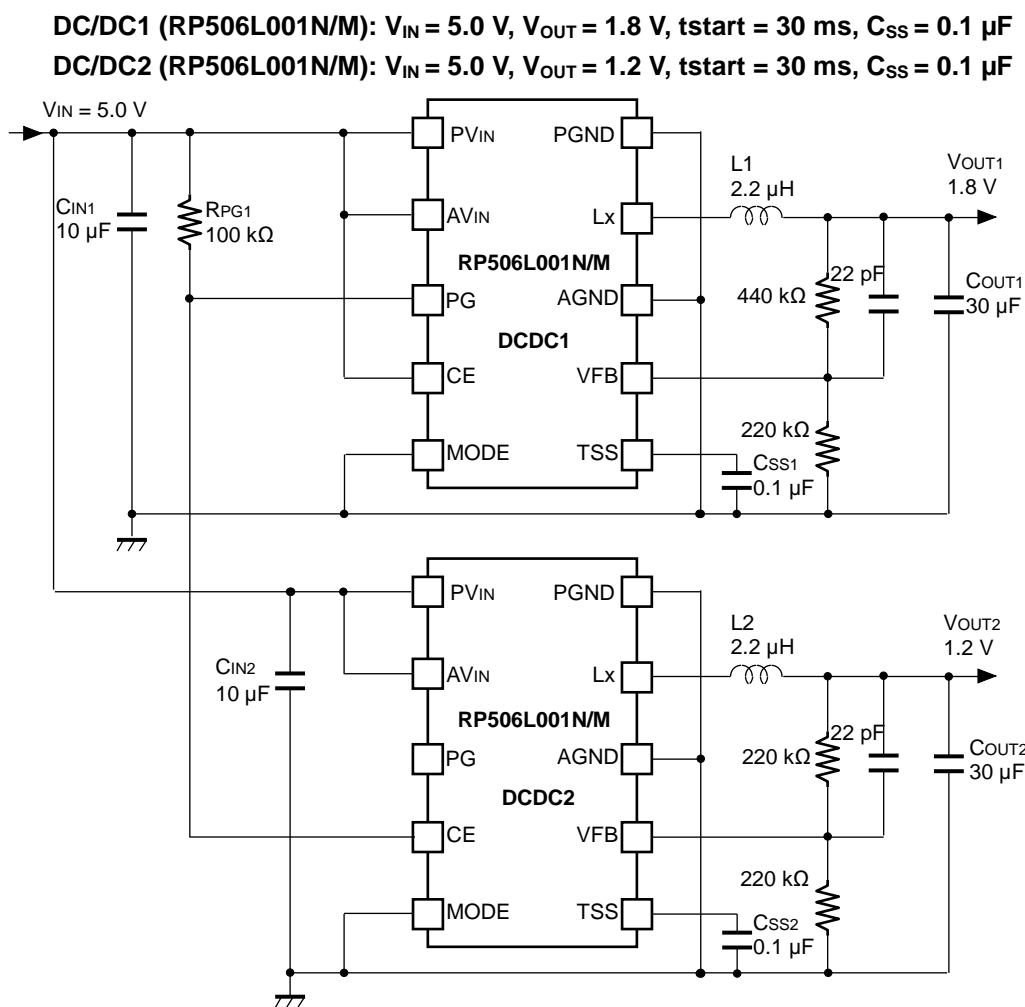 DC/DC1 (RP506L001N/M): VIN = 5.0 V, VOUT = 1.8 V, tstart = 30 ms, CSS = 0.1 µF
DC/DC2 (RP506L001N/M): VIN = 5.0 V, VOUT = 1.2 V, tstart = 30 ms, CSS = 0.1 µF
VIN = 5.0 V
CIN1
10 µF
RPG1
100 kΩ
PVIN
PGND
AVIN
Lx
RP506L001N/M
PG
AGND
DCDC1
CE
VFB
MODE
TSS
L1
2.2 µH
VOUT1
1.8 V
440 kΩ
22 pF
COUT1
30 µF
220 kΩ
CSS1
0.1 µF
CIN2
10 µF
PVIN
PGND
AVIN
Lx
RP506L001N/M
PG
AGND
DCDC2
CE
VFB
MODE
TSS
L2
2.2 µH
VOUT2
1.2 V
220 kΩ
22 pF
COUT2
30 µF
220 kΩ
CSS2
0.1 µF